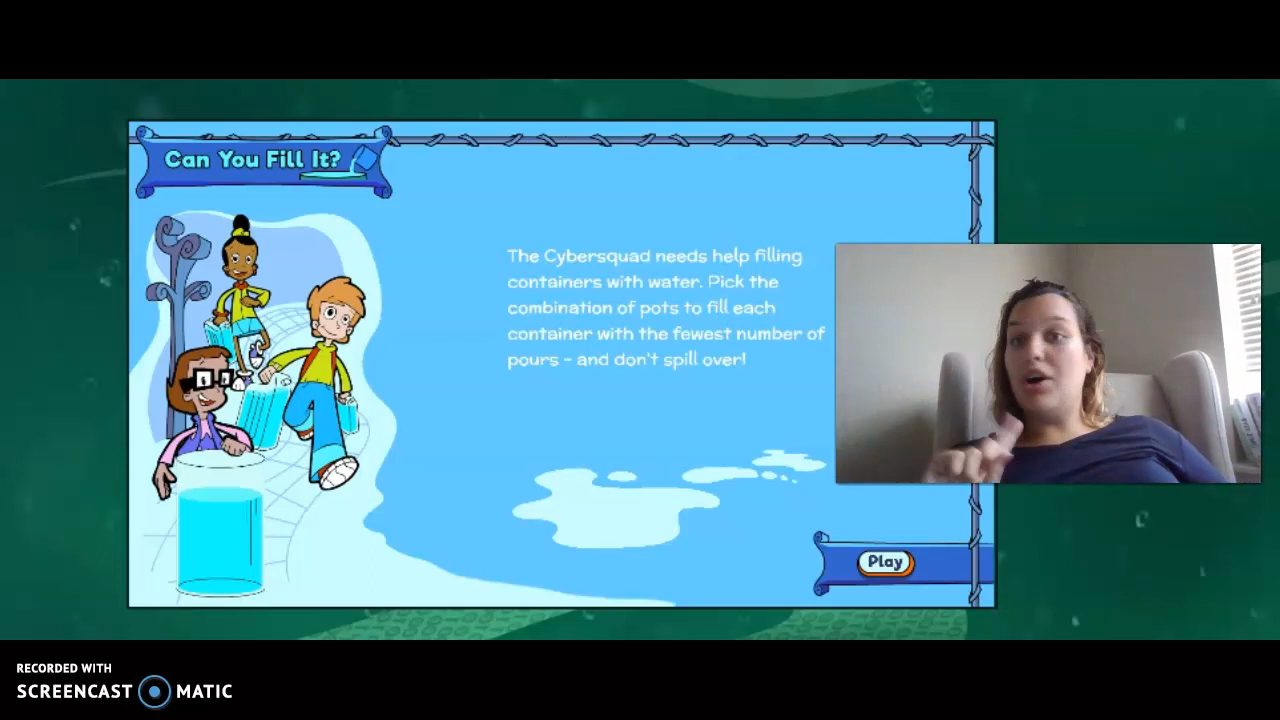 Can You Fill It?
The Cybersquad needs help filling
containers with water. Pick the
combination of pots to fill each
container with the fewest number of
pours - and don't spill over!
Play
RECORDED WITH
SCREENCAST MATIC